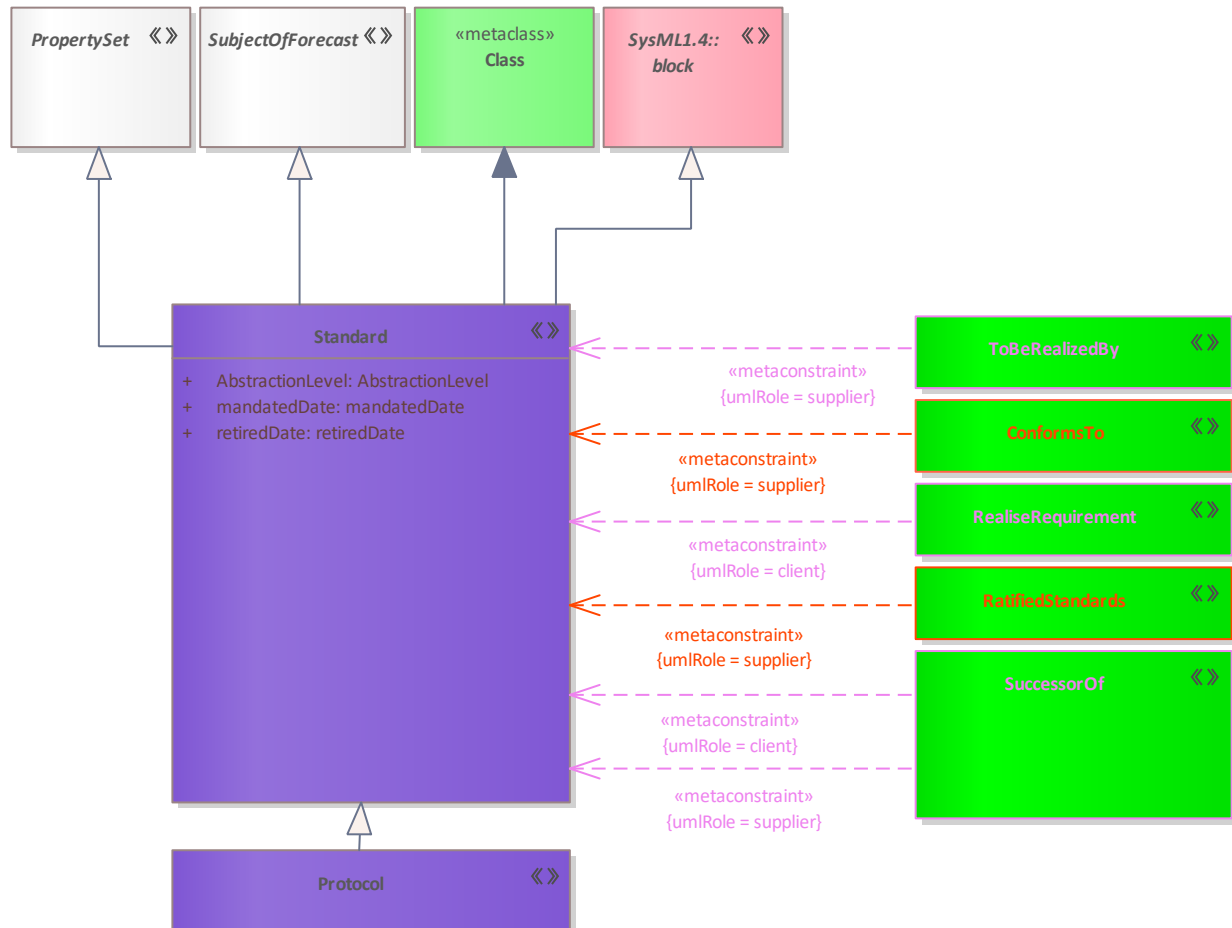 PropertySet «»
SubjectOfForecast «»
«metaclass»
Class
SysML1.4:: «»
block
Standard «»
+ AbstractionLevel: AbstractionLevel
+ mandatedDate: mandatedDate
+ retiredDate: retiredDate
ToBeRealizedBy «»
«metaconstraint»
{umlRole = supplier}
ConformsTo «»
«metaconstraint»
{umlRole = supplier}
RealiseRequirement «»
«metaconstraint»
{umlRole = client}
RatifiedStandards «»
«metaconstraint»
{umlRole = supplier}
SuccessorOf «»
«metaconstraint»
{umlRole = client}
«metaconstraint»
{umlRole = supplier}
Protocol «»